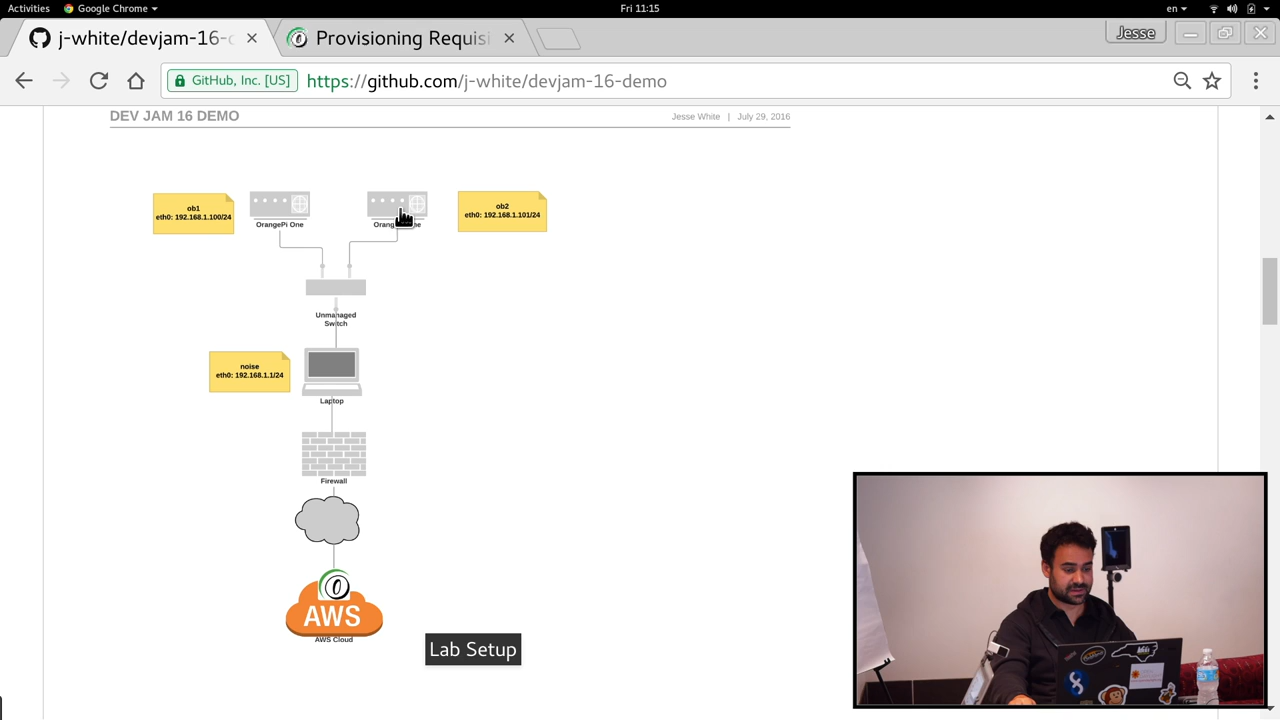 Activities
Google Chrome
Fri 11:15
en
j-white/devjam-16-d
Provisioning Requisi
Jesse
GitHub, Inc. [US]
https://github.com/j-white/devjam-16-demo
DEV JAM 16 DEMO
Jesse White | July 29, 2016
ob1
eth0: 192.168.1.100/24
OrangePi One
ob2
eth0: 192.168.1.101/24
Unmanaged
Switch
noise
eth0: 192.168.1.1/24
Laptop
Firewall
AWS
AWS Cloud
Lab Setup